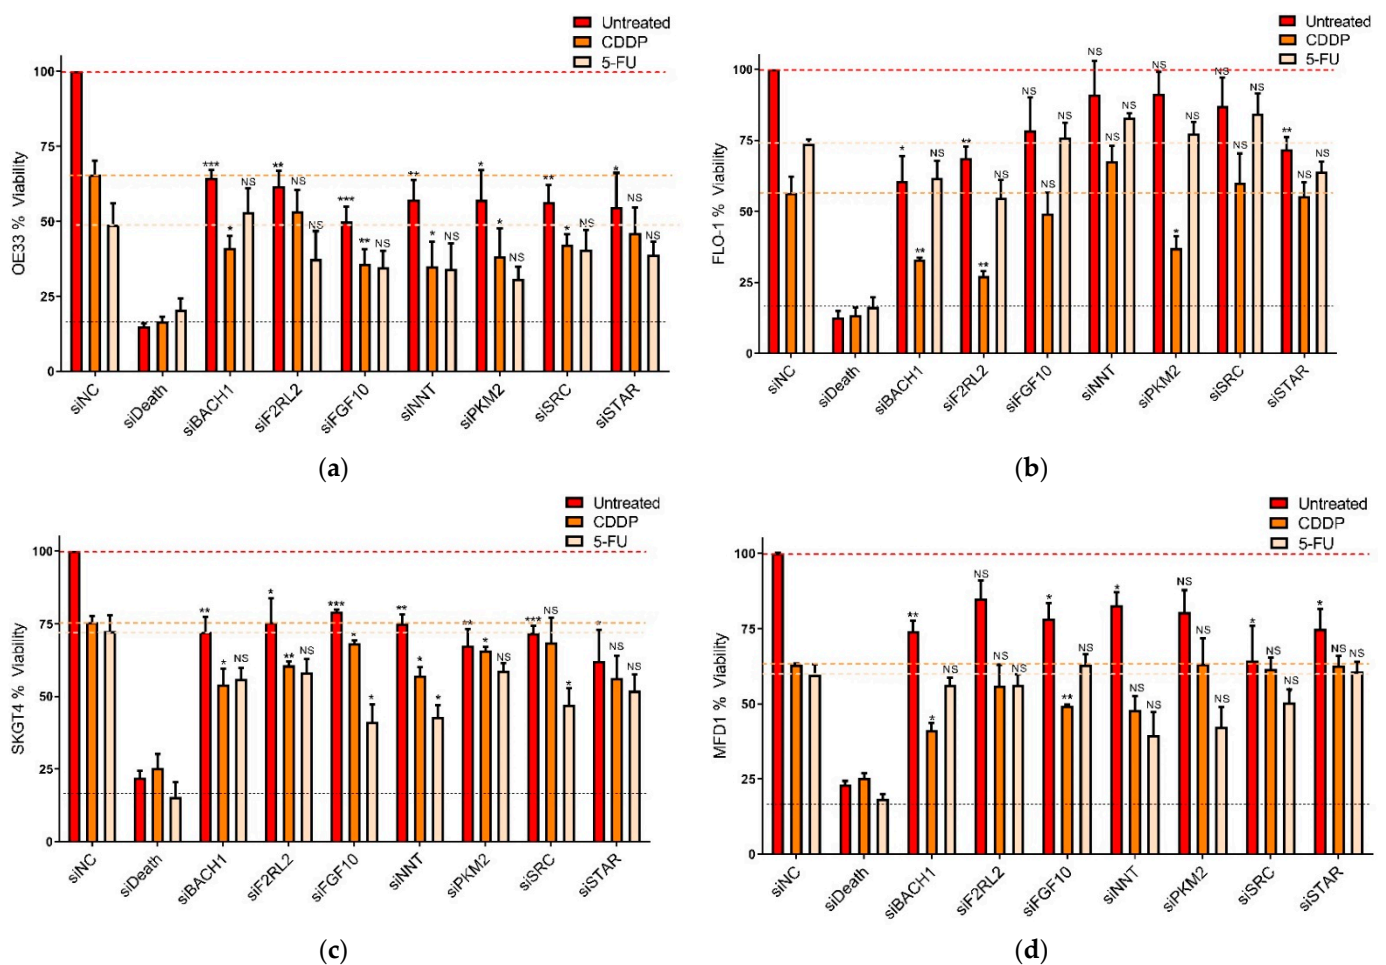 Untreated
CDDP
5-FU
OE33 % Viability
100
75
50
25
0
***
*
NS
**
NS
NS
***
**
NS
**
*
NS
*
*
NS
**
*
NS
*
NS
NS
siNC
siDeath
siBACH1
siF2RL2
siFGF10
siNNT
siPKM2
siSRC
siSTAR
(a)
Untreated
CDDP
5-FU
FLO-1 % Viability
100
75
50
25
0
*
**
NS
**
**
NS
NS
NS
NS
NS
NS
NS
NS
*
NS
NS
NS
NS
**
NS
NS
siNC
siDeath
siBACH1
siF2RL2
siFGF10
siNNT
siPKM2
siSRC
siSTAR
(b)
Untreated
CDDP
5-FU
SKGT4 % Viability
100
75
50
25
0
**
*
NS
*
**
NS
***
*
*
**
*
*
**
*
NS
***
NS
*
*
NS
NS
siNC
siDeath
siBACH1
siF2RL2
siFGF10
siNNT
siPKM2
siSRC
siSTAR
(c)
Untreated
CDDP
5-FU
MFD1 % Viability
100
75
50
25
0
**
*
NS
NS
NS
NS
*
**
NS
*
NS
NS
NS
NS
NS
*
NS
NS
*
NS
NS
siNC
siDeath
siBACH1
siF2RL2
siFGF10
siNNT
siPKM2
siSRC
siSTAR
(d)